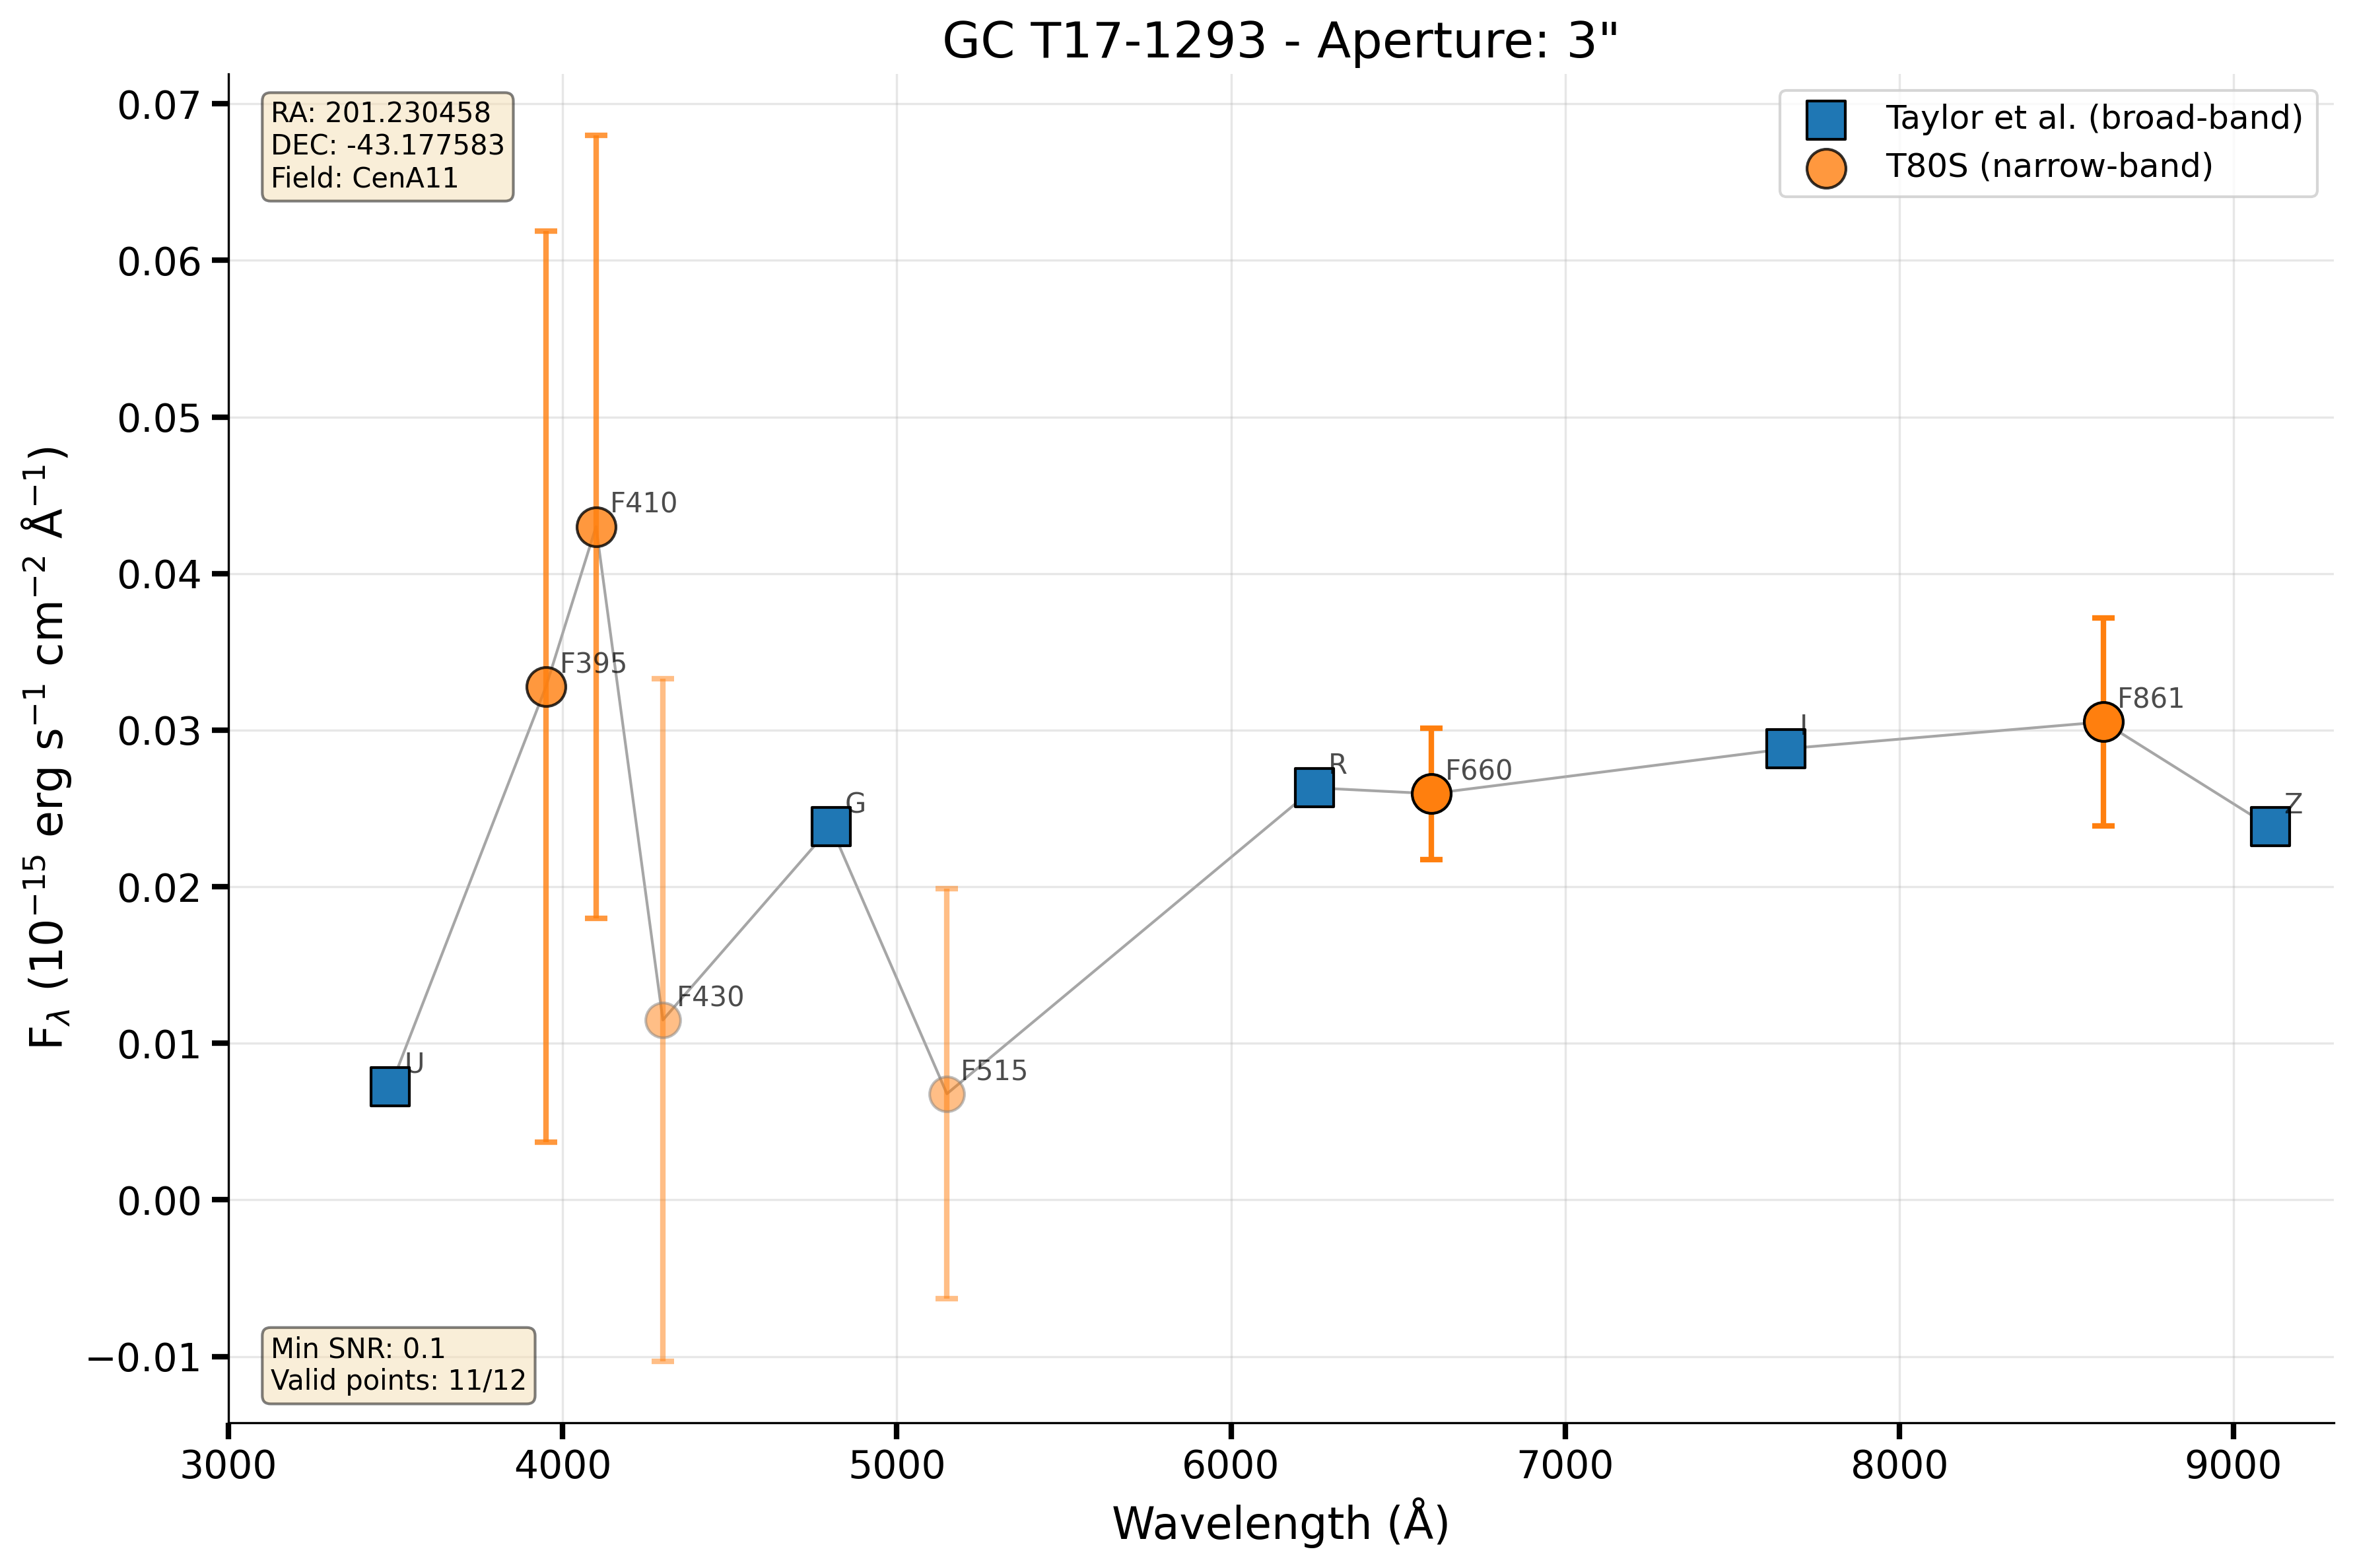 GC T17-1293 - Aperture: 3"
RA: 201.230458
DEC: -43.177583
Field: CenA11
Taylor et al. (broad-band)
T80S (narrow-band)
0.07
0.06
0.05
0.04
0.03
0.02
0.01
0.00
−0.01
F$_λ$ (10$^{−15}$ erg s$^{−1}$ cm$^{−2}$ Å$^{−1}$)
U
F395
F410
F430
G
F515
R
F660
I
F861
Z
Min SNR: 0.1
Valid points: 11/12
3000 4000 5000 6000 7000 8000 9000
Wavelength (Å)